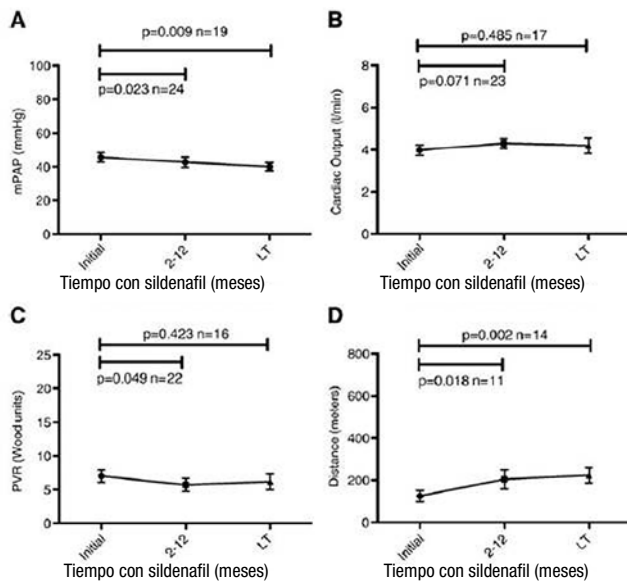 A
p=0.009 n=19
p=0.023 n=24
100
80
60
40
20
0
mPAP (mmHg)
Initial
2-12
LT
Tiempo con sildenafil (meses)
B
p=0.485 n=17
p=0.071 n=23
8
6
4
2
0
Cardiac Output (l/min)
Initial
2-12
LT
Tiempo con sildenafil (meses)
C
p=0.423 n=16
p=0.049 n=22
25
20
15
10
5
0
PVR (Wood units)
Initial
2-12
LT
Tiempo con sildenafil (meses)
D
p=0.002 n=14
p=0.018 n=11
800
600
400
200
0
Distance (meters)
Initial
2-12
LT
Tiempo con sildenafil (meses)